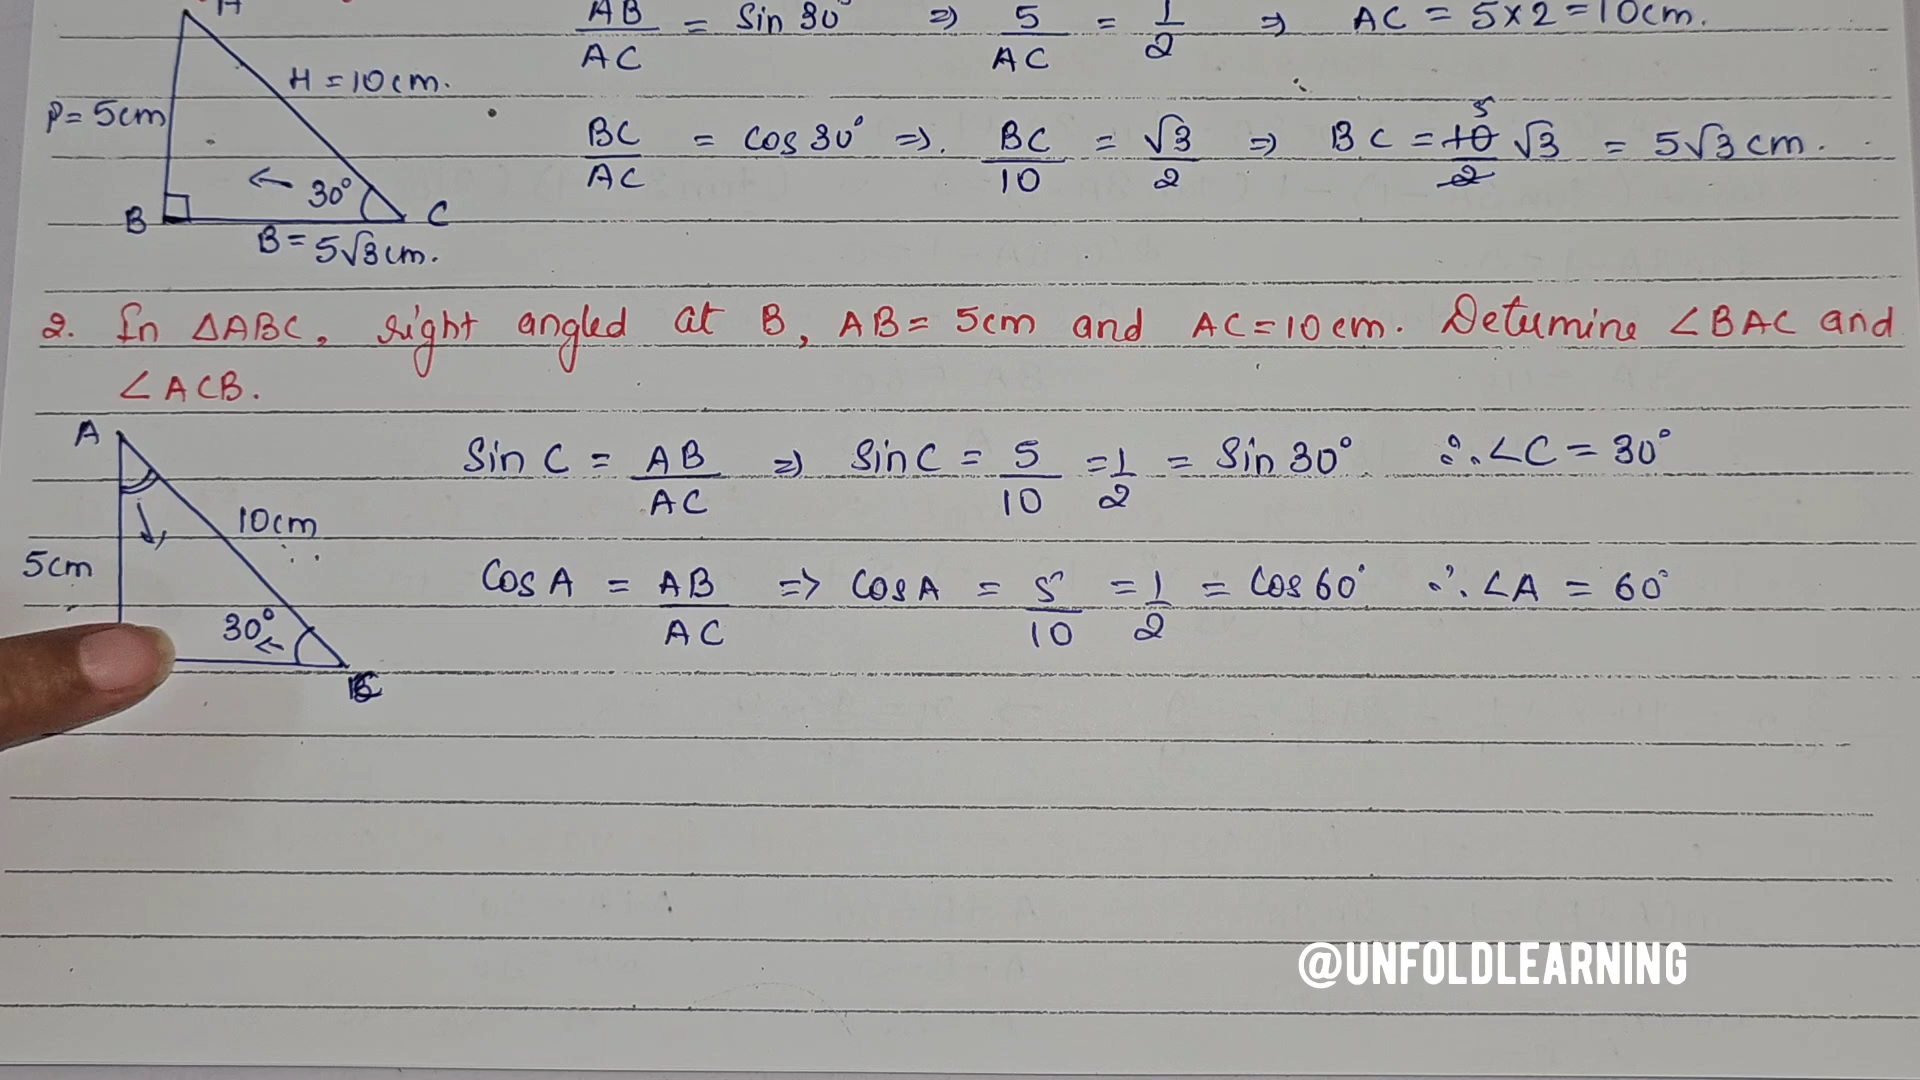 A
AB/AC = Sin 30° ⇒ 5/AC = 1/2 ⇒ AC = 5×2 = 10cm.
H = 10cm.
P = 5cm
BC/AC = Cos 30° ⇒ BC/10 = √3/2 ⇒ BC = 10/2 √3 = 5√3 cm.
5
← 30°
B C
B = 5√3cm.
2. In △ABC, right angled at B, AB = 5cm and AC = 10cm. Determine ∠BAC and
∠ACB.
A
Sin C = AB/AC ⇒ Sin C = 5/10 = 1/2 = Sin 30° ∴ ∠C = 30°
10cm
5cm
Cos A = AB/AC ⇒ Cos A = 5/10 = 1/2 = Cos 60° ∴ ∠A = 60°
30° ←
C
@UNFOLDLEARNING